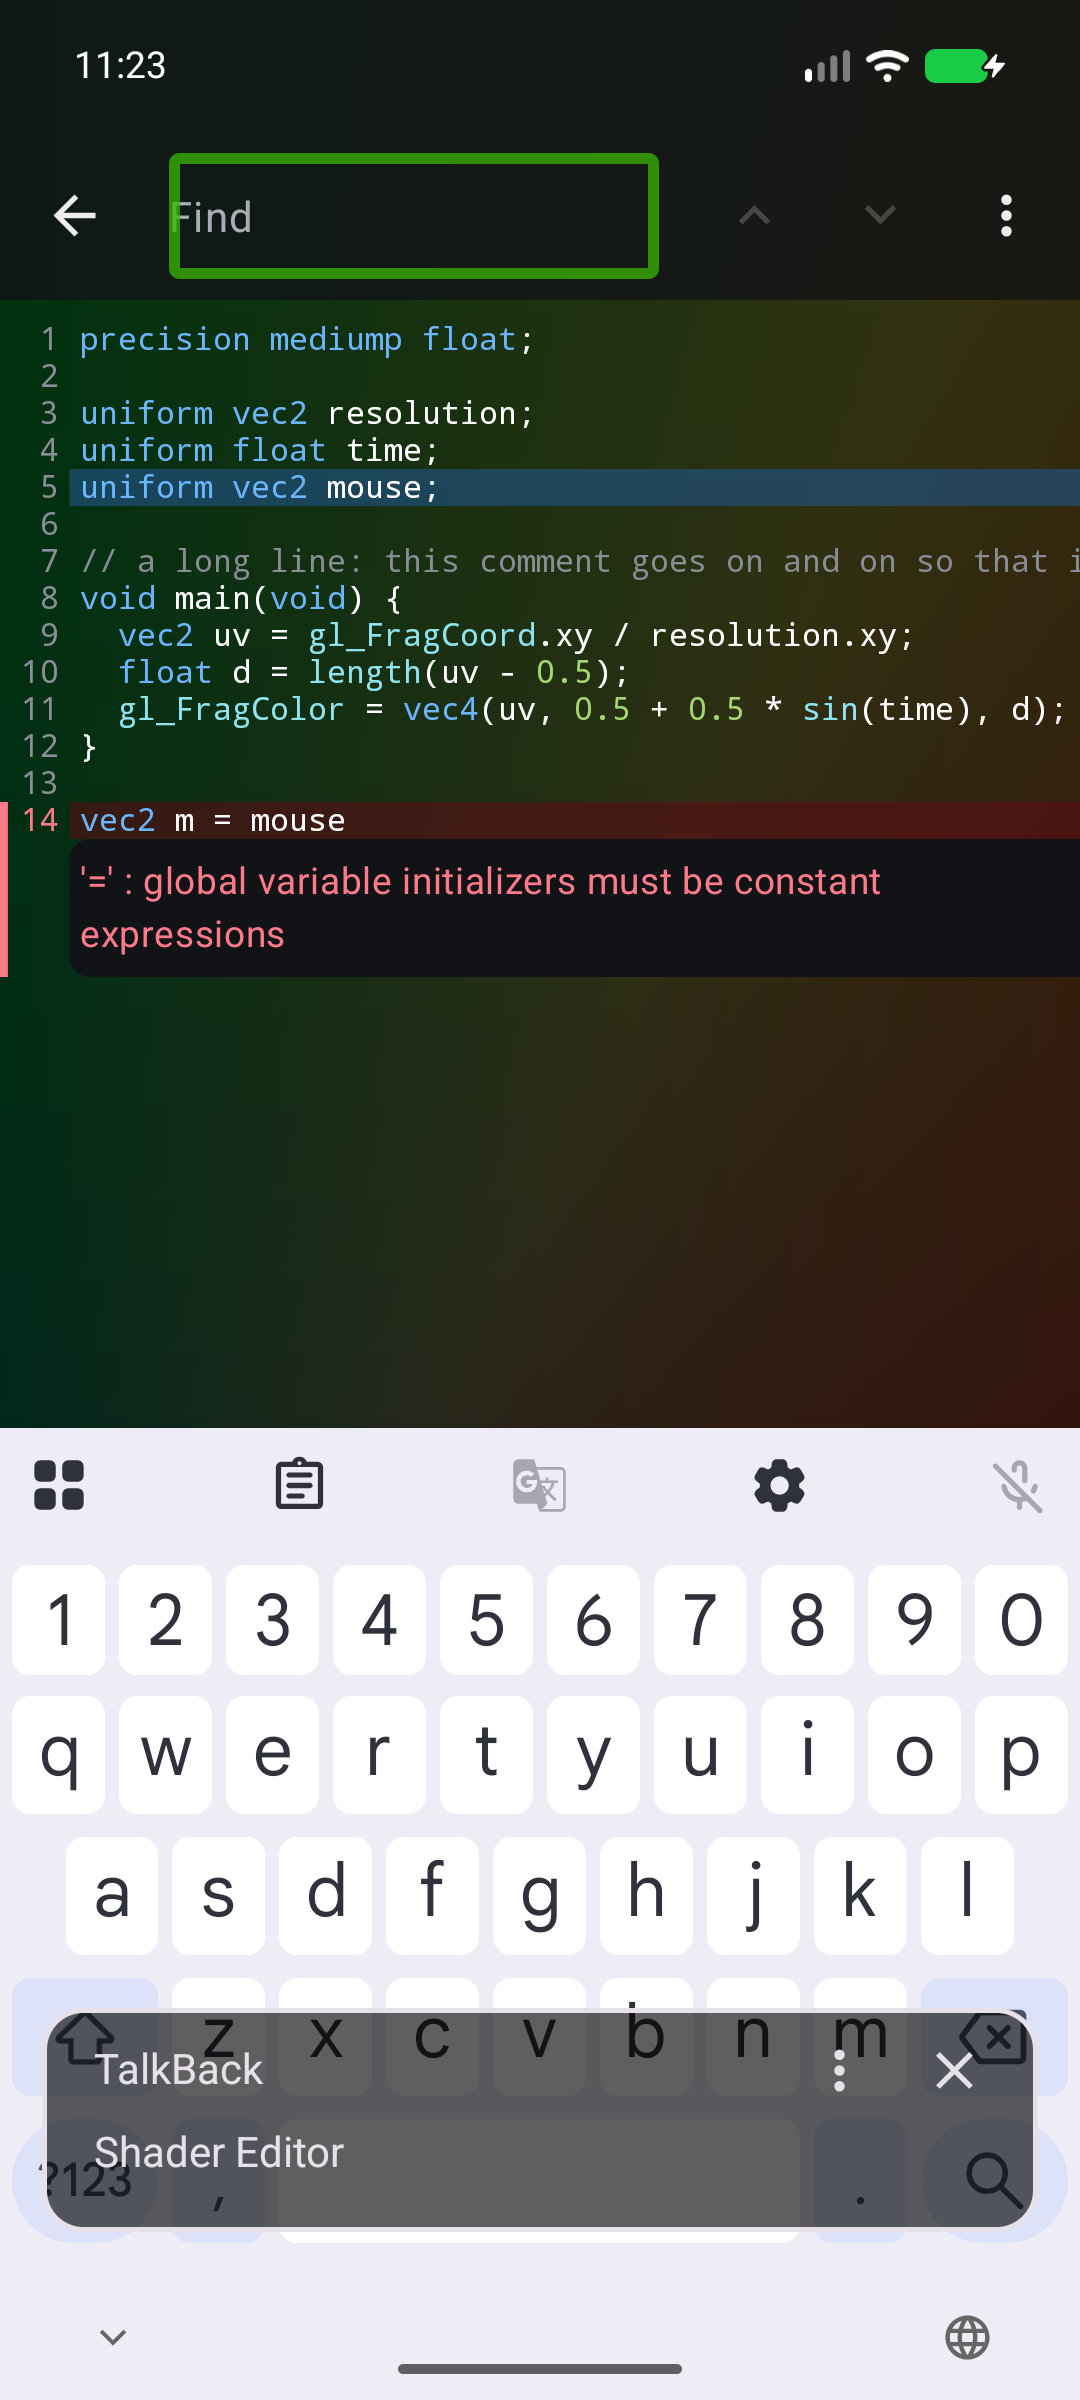 11:23
Find
1 precision mediump float;
2
3 uniform vec2 resolution;
4 uniform float time;
5 uniform vec2 mouse;
6
7 // a long line: this comment goes on and on so that i
8 void main(void) {
9 vec2 uv = gl_FragCoord.xy / resolution.xy;
10 float d = length(uv - 0.5);
11 gl_FragColor = vec4(uv, 0.5 + 0.5 * sin(time), d);
12 }
13
14 vec2 m = mouse
'=' : global variable initializers must be constant
expressions
1 2 3 4 5 6 7 8 9 0
q w e r t y u i o p
a s d f g h j k l
z x c v b n m
TalkBack
Shader Editor
?123 , .